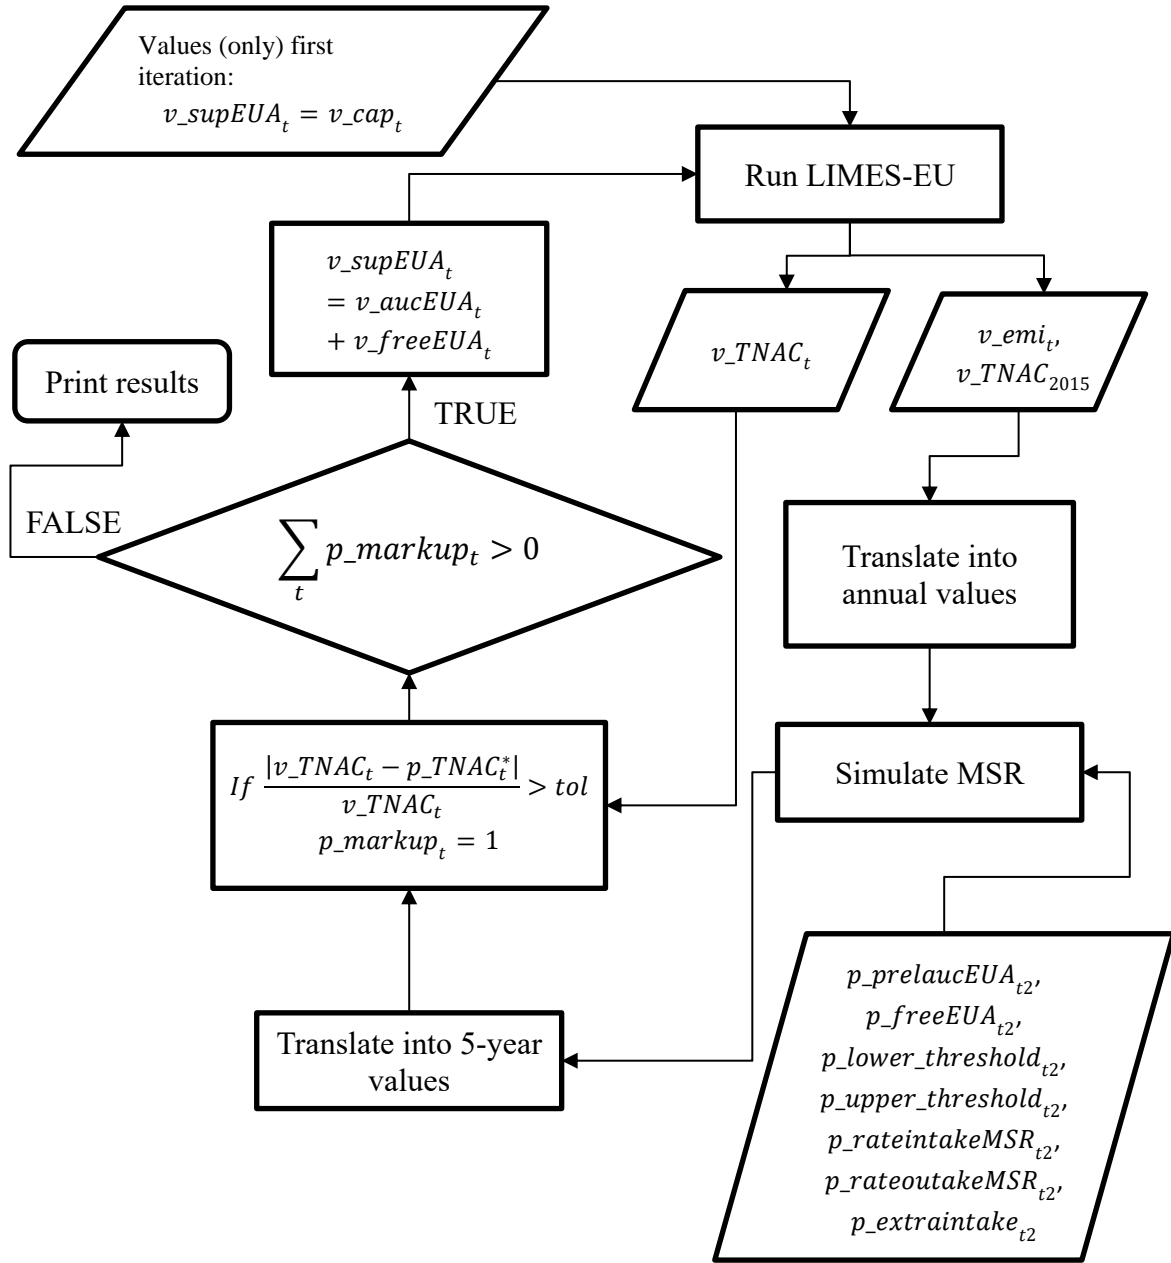 Values (only) first
iteration:
v_supEUA_t = v_cap_t
Run LIMES-EU
v_supEUA_t
= v_aucEUA_t
+ v_freeEUA_t
v_TNAC_t
v_emi_t,
v_TNAC_2015
Print results
TRUE
FALSE
∑_t p_markup_t > 0
Translate into
annual values
If |v_TNAC_t − p_TNAC_t^*| / v_TNAC_t > tol
p_markup_t = 1
Simulate MSR
Translate into 5-year
values
p_prelaucEUA_t2,
p_freeEUA_t2,
p_lower_threshold_t2,
p_upper_threshold_t2,
p_rateintakeMSR_t2,
p_rateoutakeMSR_t2,
p_extraintake_t2